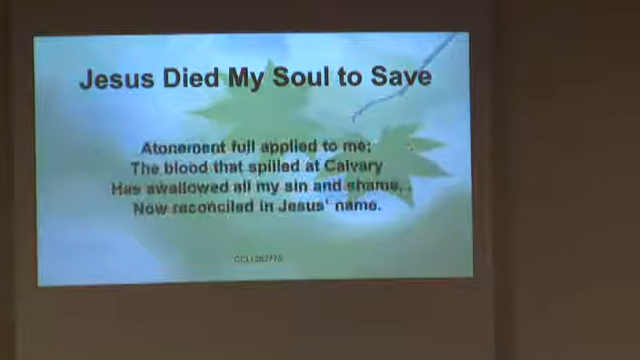 Jesus Died My Soul to Save
Atonement full applied to me;
The blood that spilled at Calvary
Has swallowed all my sin and shame,
Now reconciled in Jesus' name.